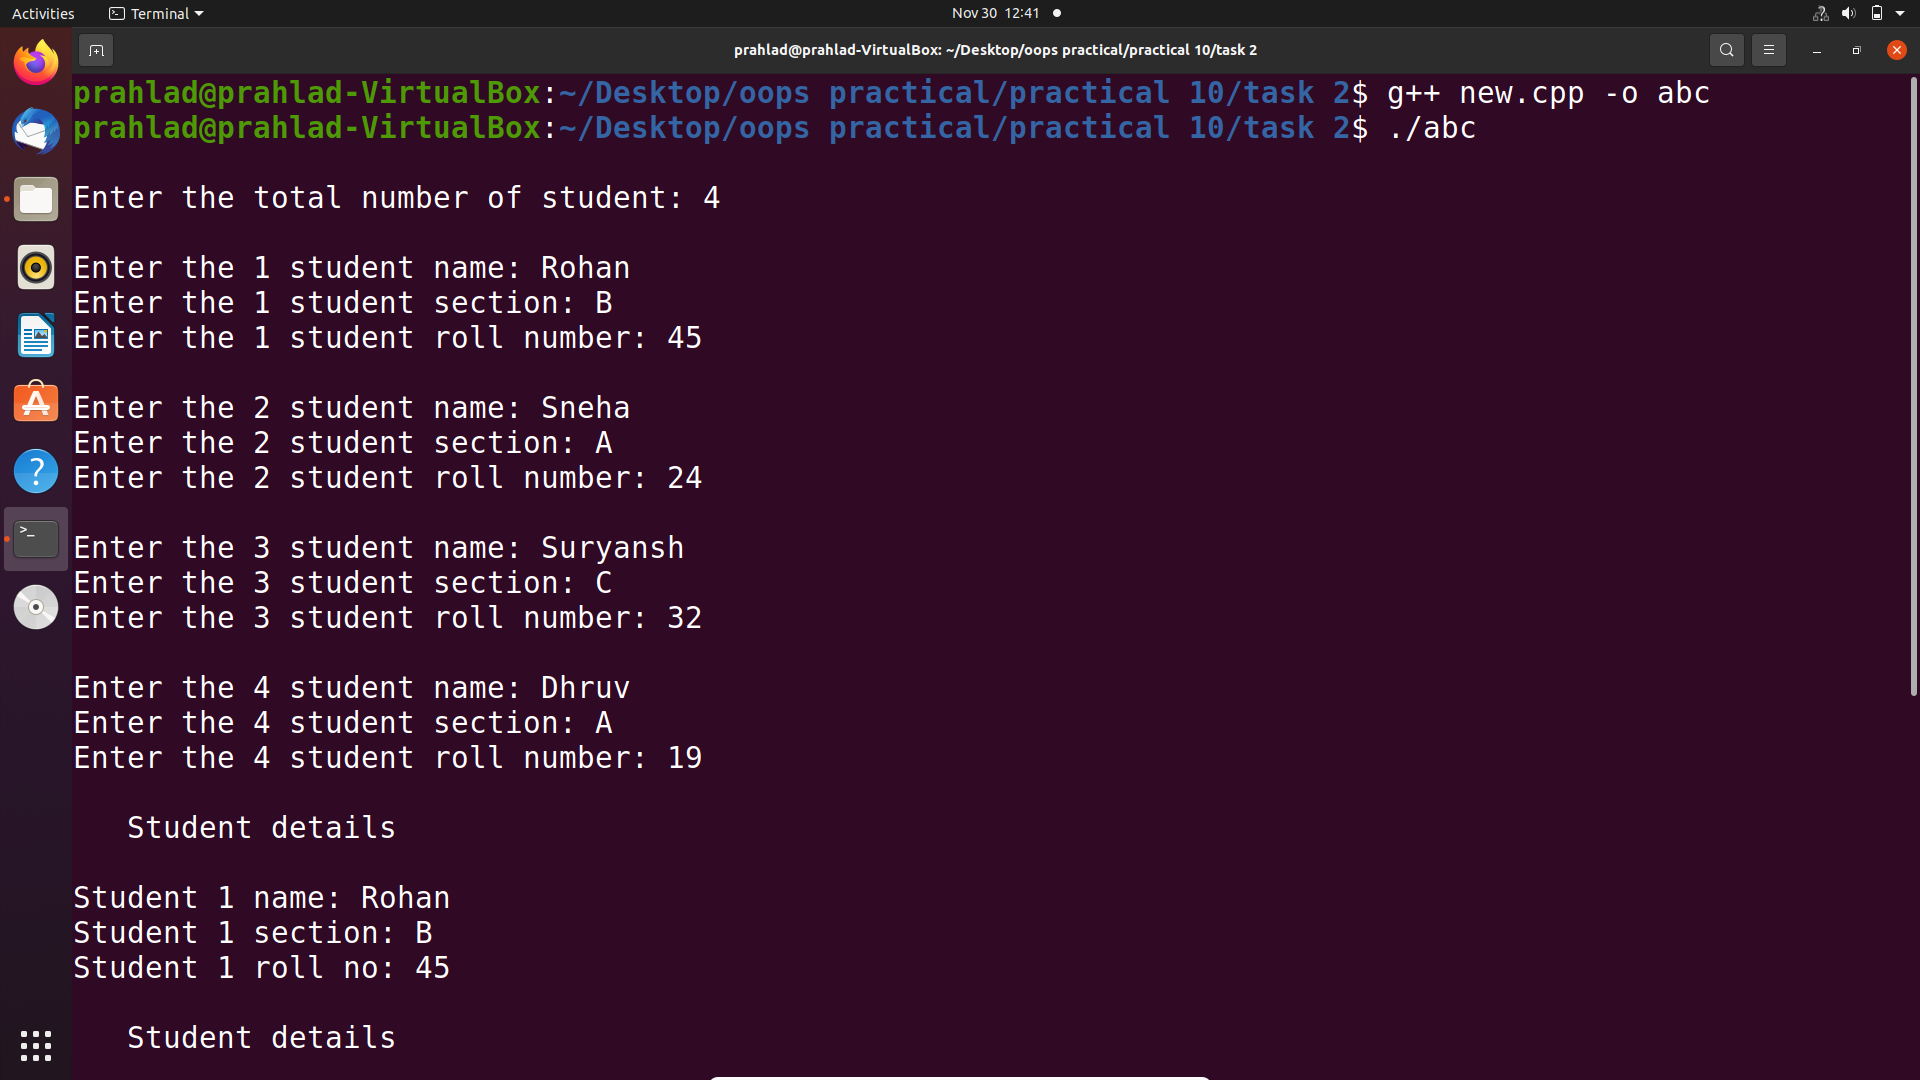 Activities
Terminal
Nov 30 12:41
prahlad@prahlad-VirtualBox: ~/Desktop/oops practical/practical 10/task 2
prahlad@prahlad-VirtualBox:~/Desktop/oops practical/practical 10/task 2$ g++ new.cpp -o abc
prahlad@prahlad-VirtualBox:~/Desktop/oops practical/practical 10/task 2$ ./abc
Enter the total number of student: 4
Enter the 1 student name: Rohan
Enter the 1 student section: B
Enter the 1 student roll number: 45
Enter the 2 student name: Sneha
Enter the 2 student section: A
Enter the 2 student roll number: 24
Enter the 3 student name: Suryansh
Enter the 3 student section: C
Enter the 3 student roll number: 32
Enter the 4 student name: Dhruv
Enter the 4 student section: A
Enter the 4 student roll number: 19
Student details
Student 1 name: Rohan
Student 1 section: B
Student 1 roll no: 45
Student details